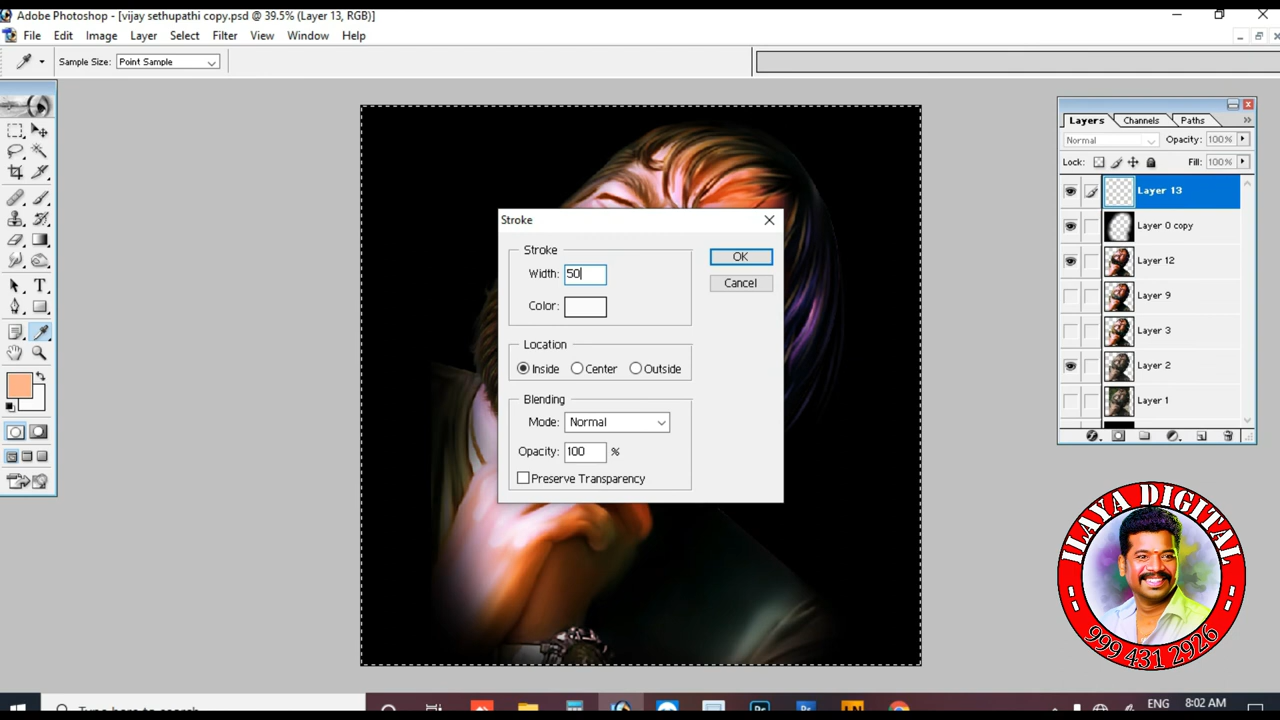 Adobe Photoshop - [vijay sethupathi copy.psd @ 39.5% (Layer 13, RGB)]
File Edit Image Layer Select Filter View Window Help
Sample Size: Point Sample
Layers Channels Paths
Normal Opacity: 100%
Lock: Fill: 100%
Layer 13
Layer 0 copy
Layer 12
Layer 9
Layer 3
Layer 2
Layer 1
Stroke
Stroke
Width: 50
Color:
OK
Cancel
Location
Inside Center Outside
Blending
Mode: Normal
Opacity: 100 %
Preserve Transparency
ILAYA DIGITAL
999 431 2926
Type here to search
ENG 8:02 AM